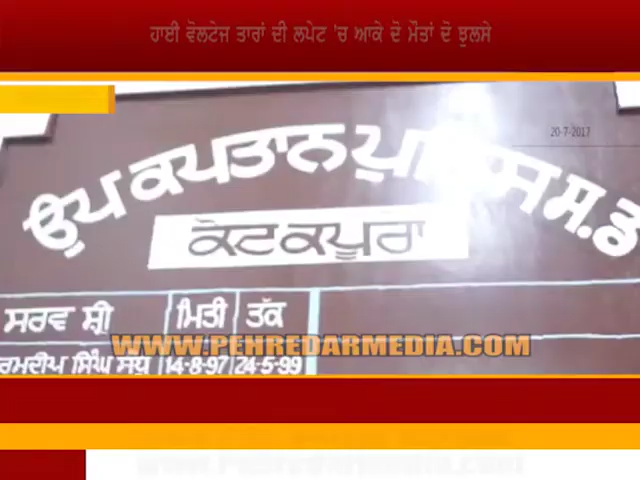 ਹਾਈ ਵੋਲਟੇਜ ਤਾਰਾਂ ਦੀ ਲਪੇਟ 'ਚ ਆਕੇ ਦੋ ਮੌਤਾਂ ਦੋ ਝੁਲਸੇ
20-7-2017
ਉਪ ਕਪਤਾਨ ਸ.ਡ
ਕੋਟਕਪੂਰਾ
ਸਰਵ ਸ਼੍ਰੀ ਮਿਤੀ ਤੱਕ
WWW.PEHREDARMEDIA.COM
ਰਮਦੀਪ ਸਿੰਘ ਸੰਧੂ 14-8-97 24-5-99